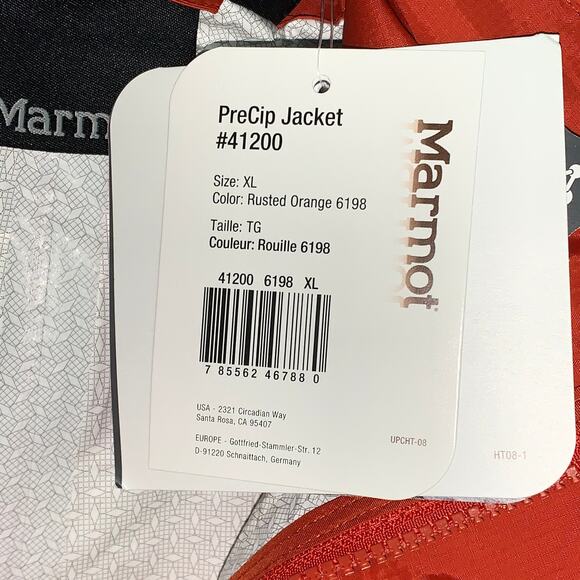 Marm
PreCip Jacket
#41200
Marmot
Size: XL
Color: Rusted Orange 6198
Taille: TG
Couleur: Rouille 6198
41200 6198 XL
7 85562 46788 0
USA - 2321 Circadian Way
Santa Rosa, CA 95407
EUROPE - Gottfried-Stammler-Str. 12
D-91220 Schnaittach, Germany
UPCHT-08
HT08-1